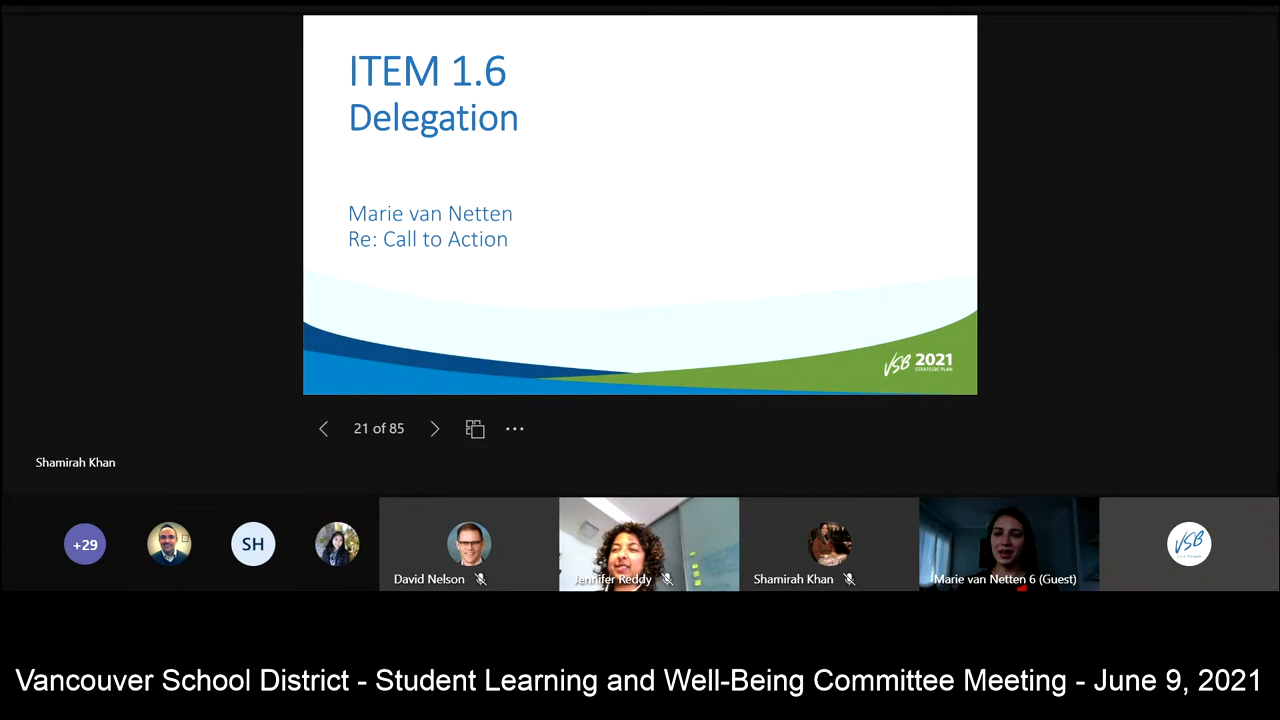 ITEM 1.6
Delegation
Marie van Netten
Re: Call to Action
VSB 2021
STRATEGIC PLAN
21 of 85
Shamirah Khan
+29
SH
David Nelson
Jennifer Reddy
Shamirah Khan
Marie van Netten 6 (Guest)
VSB
Vancouver School District - Student Learning and Well-Being Committee Meeting - June 9, 2021